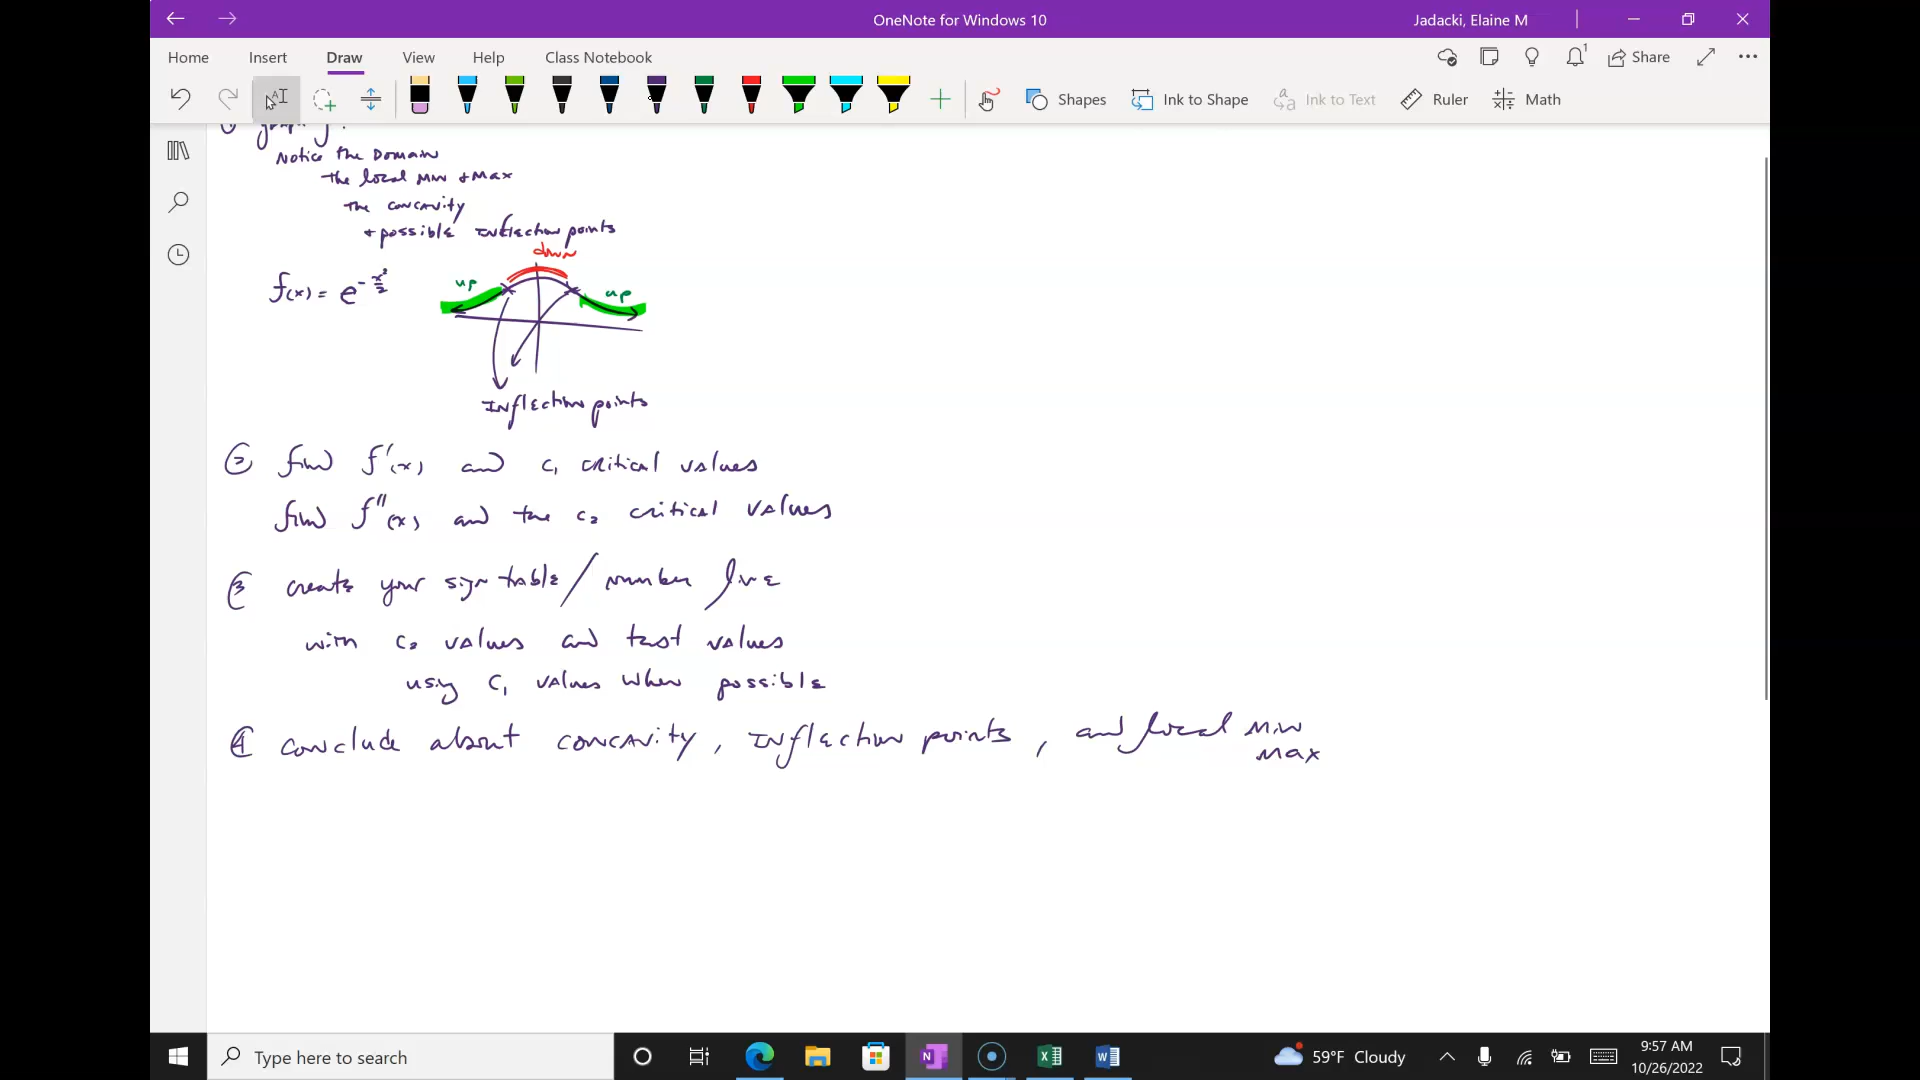 OneNote for Windows 10
Jadacki, Elaine M
Home Insert Draw View Help Class Notebook
1 Share
Shapes Ink to Shape Ink to Text Ruler Math
Notice the Domain
the local min + max
the concavity
+ possible inflection points
down
up
up
f(x) = e^{-x²/2}
Inflection points
② find f'(x) and c₁ critical values
find f''(x) and the c₂ critical values
③ create your sign table / number line
with c₂ values and test values
using c₁ values when possible
④ conclude about concavity, inflection points, and local min
max
Type here to search
59°F Cloudy
9:57 AM
10/26/2022